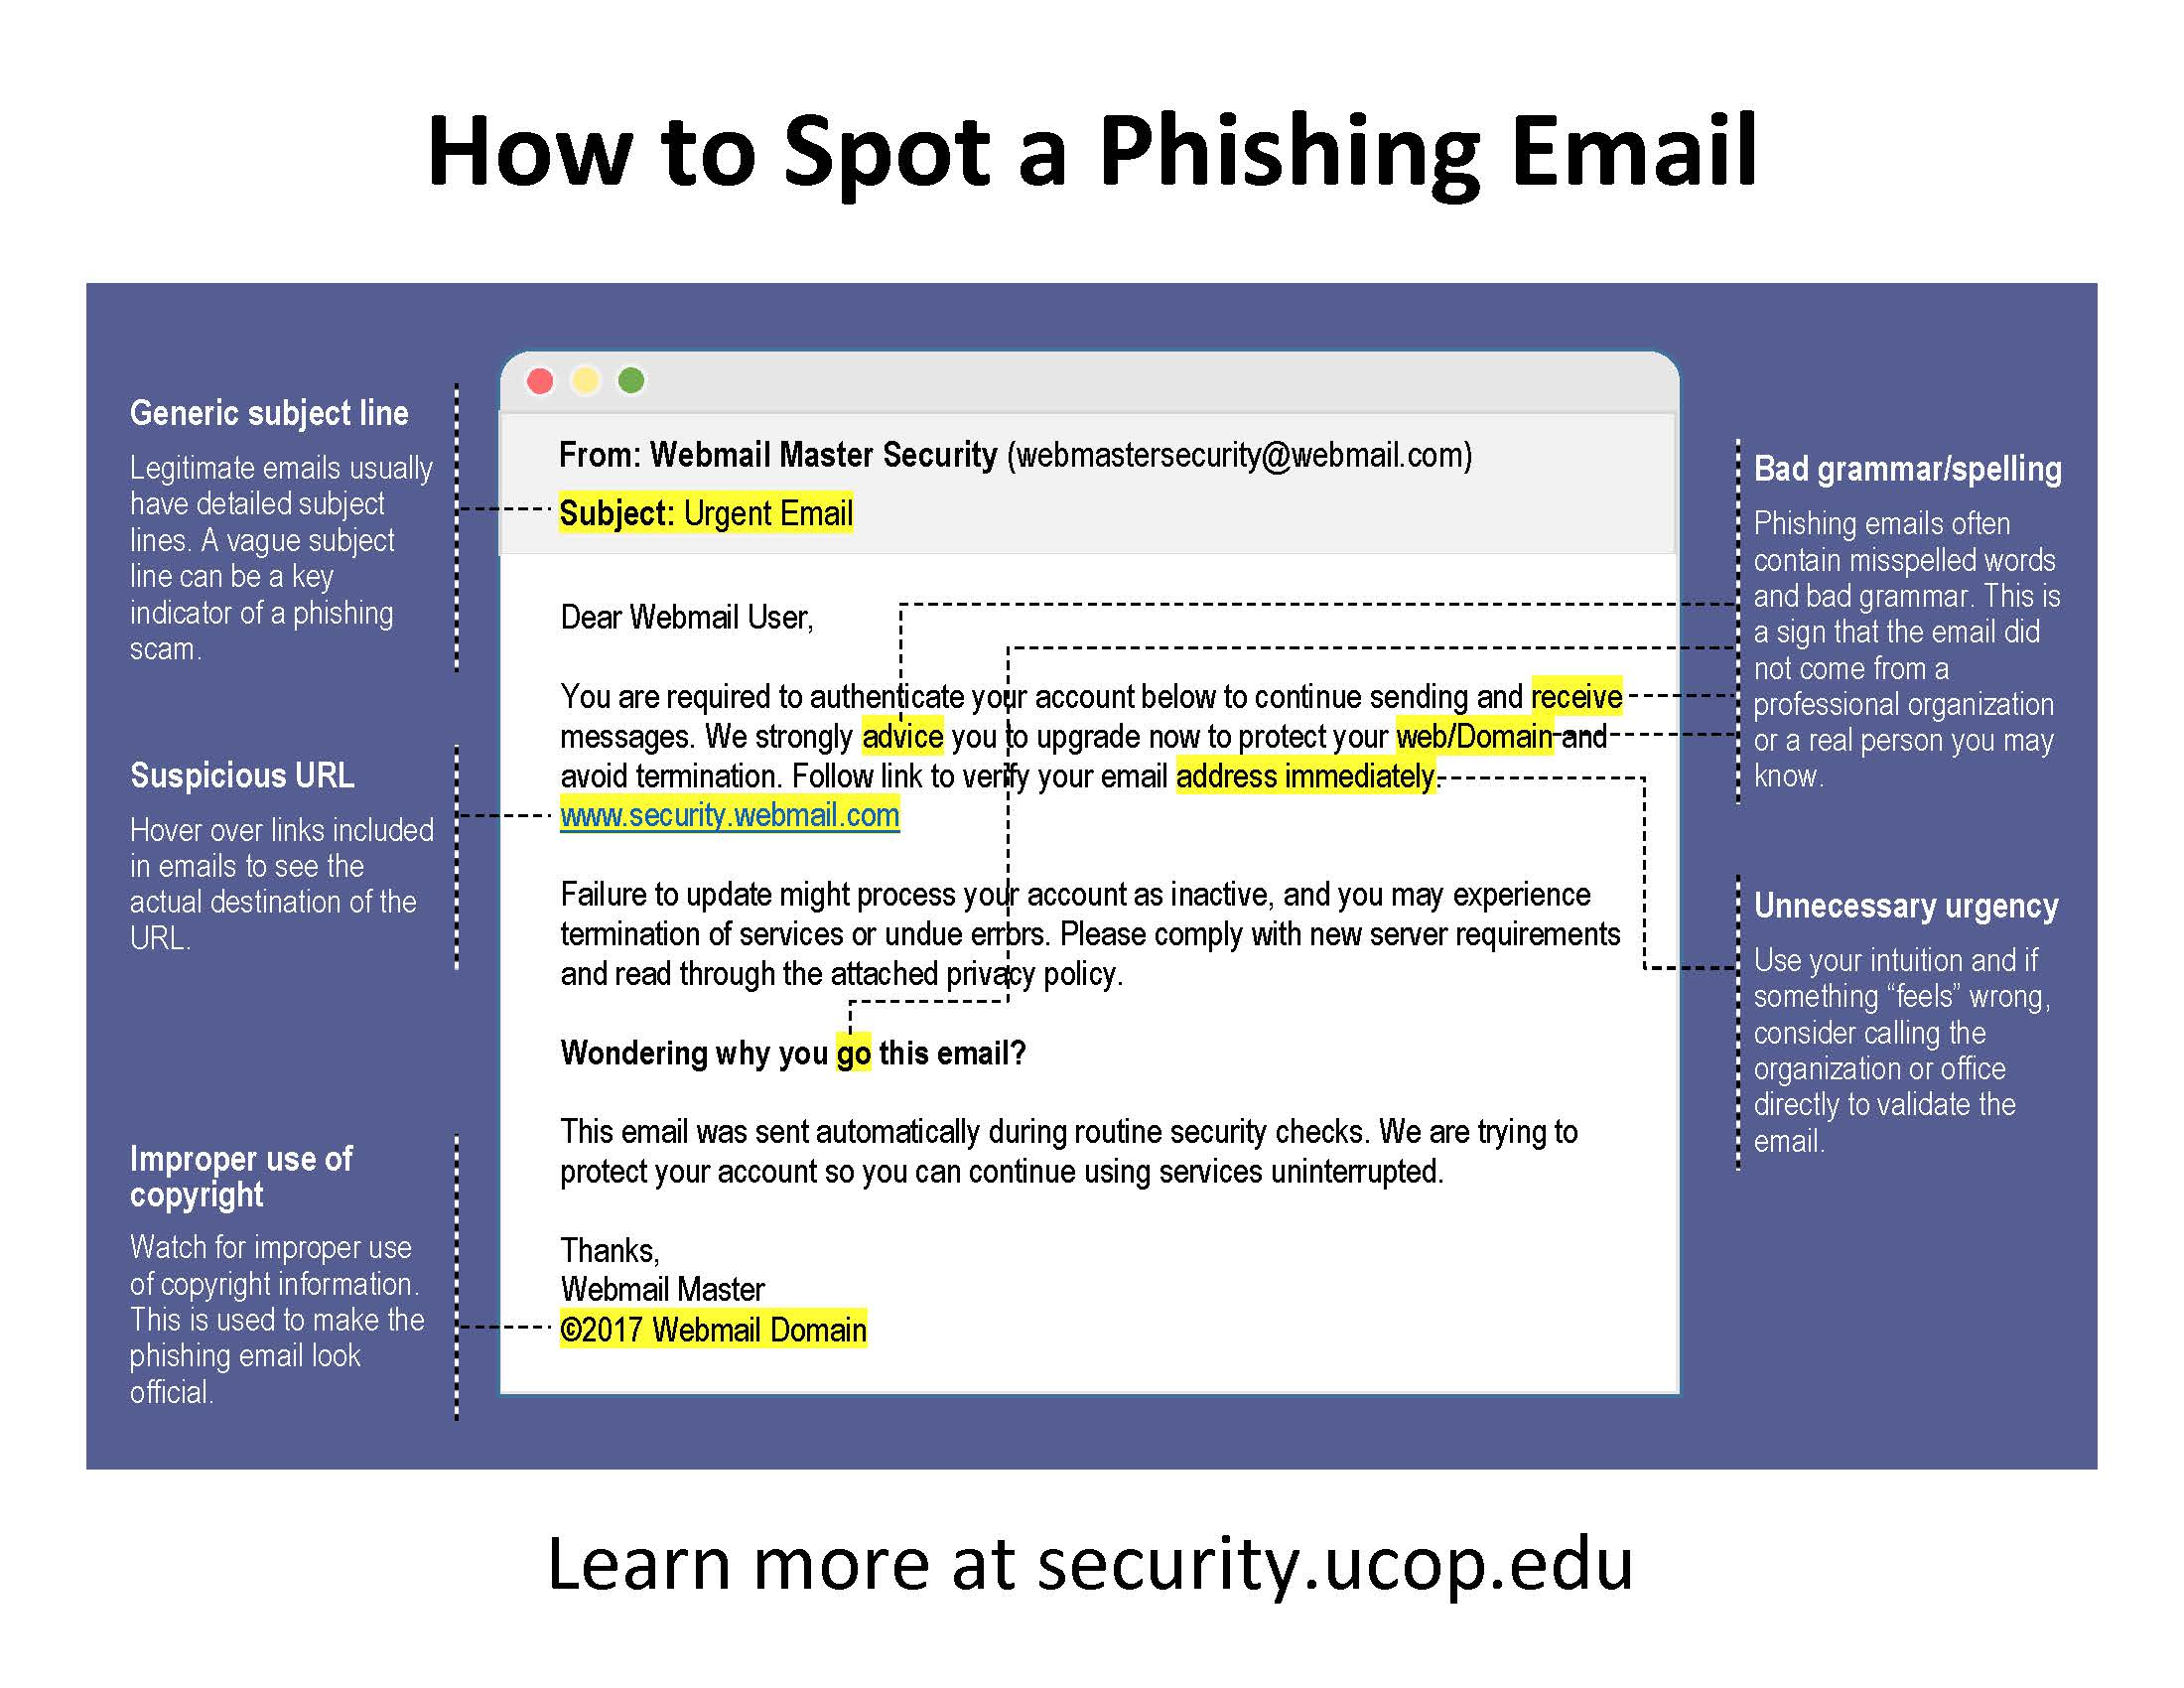 How to Spot a Phishing Email
Generic subject line
Legitimate emails usually
have detailed subject
lines. A vague subject
line can be a key
indicator of a phishing
scam.
Suspicious URL
Hover over links included
in emails to see the
actual destination of the
URL.
Improper use of
copyright
Watch for improper use
of copyright information.
This is used to make the
phishing email look
official.
From: Webmail Master Security (webmastersecurity@webmail.com)
Subject: Urgent Email
Dear Webmail User,
You are required to authenticate your account below to continue sending and receive
messages. We strongly advice you to upgrade now to protect your web/Domain and
avoid termination. Follow link to verify your email address immediately.
www.security.webmail.com
Failure to update might process your account as inactive, and you may experience
termination of services or undue errors. Please comply with new server requirements
and read through the attached privacy policy.
Wondering why you go this email?
This email was sent automatically during routine security checks. We are trying to
protect your account so you can continue using services uninterrupted.
Thanks,
Webmail Master
©2017 Webmail Domain
Bad grammar/spelling
Phishing emails often
contain misspelled words
and bad grammar. This is
a sign that the email did
not come from a
professional organization
or a real person you may
know.
Unnecessary urgency
Use your intuition and if
something “feels” wrong,
consider calling the
organization or office
directly to validate the
email.
Learn more at security.ucop.edu